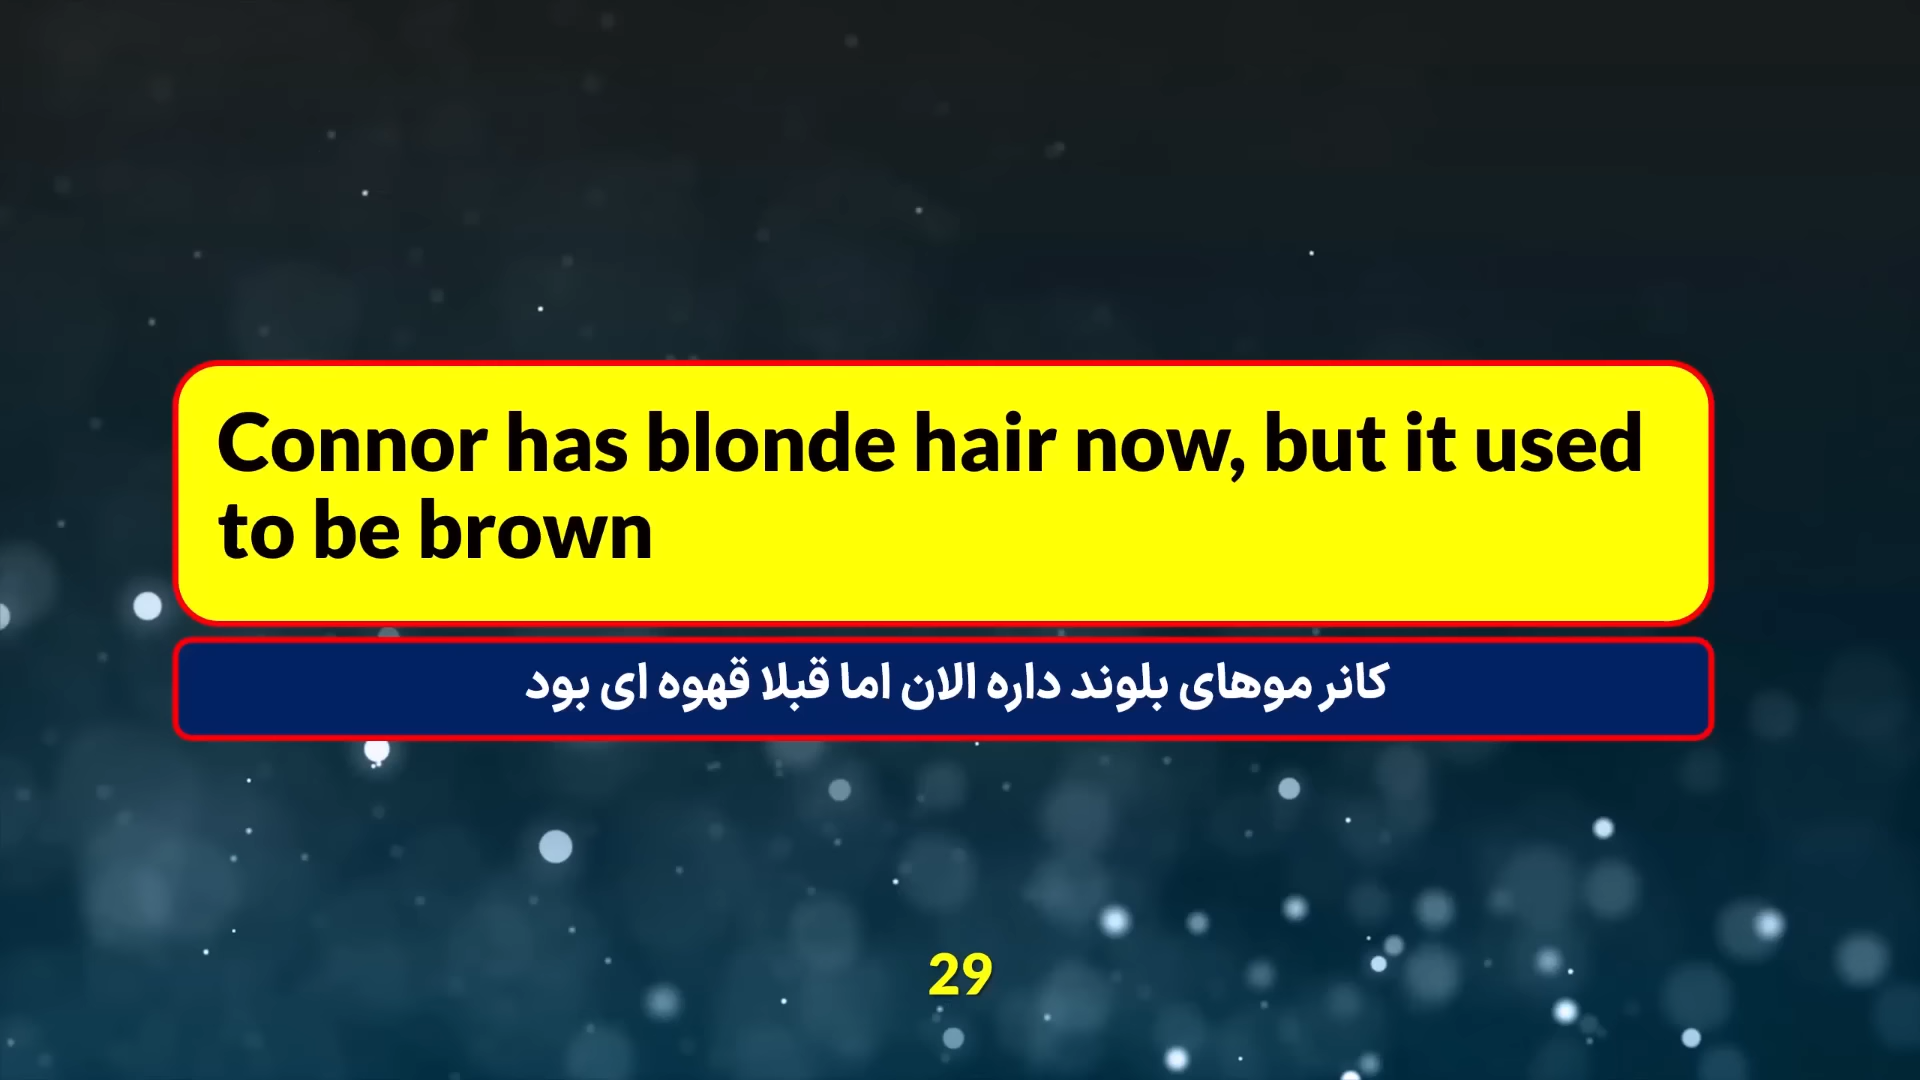 Connor has blonde hair now, but it used
to be brown
کانر موهای بلوند داره الان اما قبلا قهوه ای بود
29